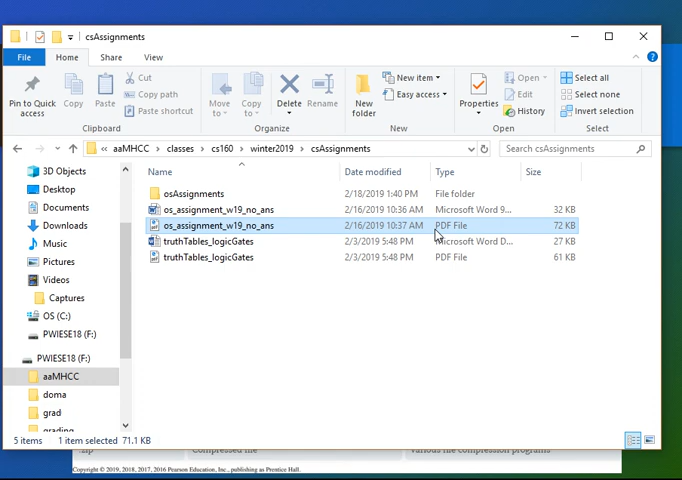 csAssignments
File Home Share View
Pin to Quick access
Copy
Paste
Cut
Copy path
Paste shortcut
Clipboard
Move to
Copy to
Delete
Rename
Organize
New folder
New item
Easy access
New
Properties
Open
Edit
History
Open
Select all
Select none
Invert selection
Select
« aaMHCC > classes > cs160 > winter2019 > csAssignments
Search csAssignments
Name Date modified Type Size
osAssignments 2/18/2019 1:40 PM File folder
os_assignment_w19_no_ans 2/16/2019 10:36 AM Microsoft Word 9... 32 KB
os_assignment_w19_no_ans 2/16/2019 10:37 AM PDF File 72 KB
truthTables_logicGates 2/3/2019 5:48 PM Microsoft Word D... 27 KB
truthTables_logicGates 2/3/2019 5:48 PM PDF File 61 KB
3D Objects
Desktop
Documents
Downloads
Music
Pictures
Videos
Captures
OS (C:)
PWIESE18 (F:)
PWIESE18 (F:)
aaMHCC
doma
grad
grading
5 items 1 item selected 71.1 KB
.zip Compressed file Various file compression programs
Copyright © 2019, 2018, 2017, 2016 Pearson Education, Inc., publishing as Prentice Hall.